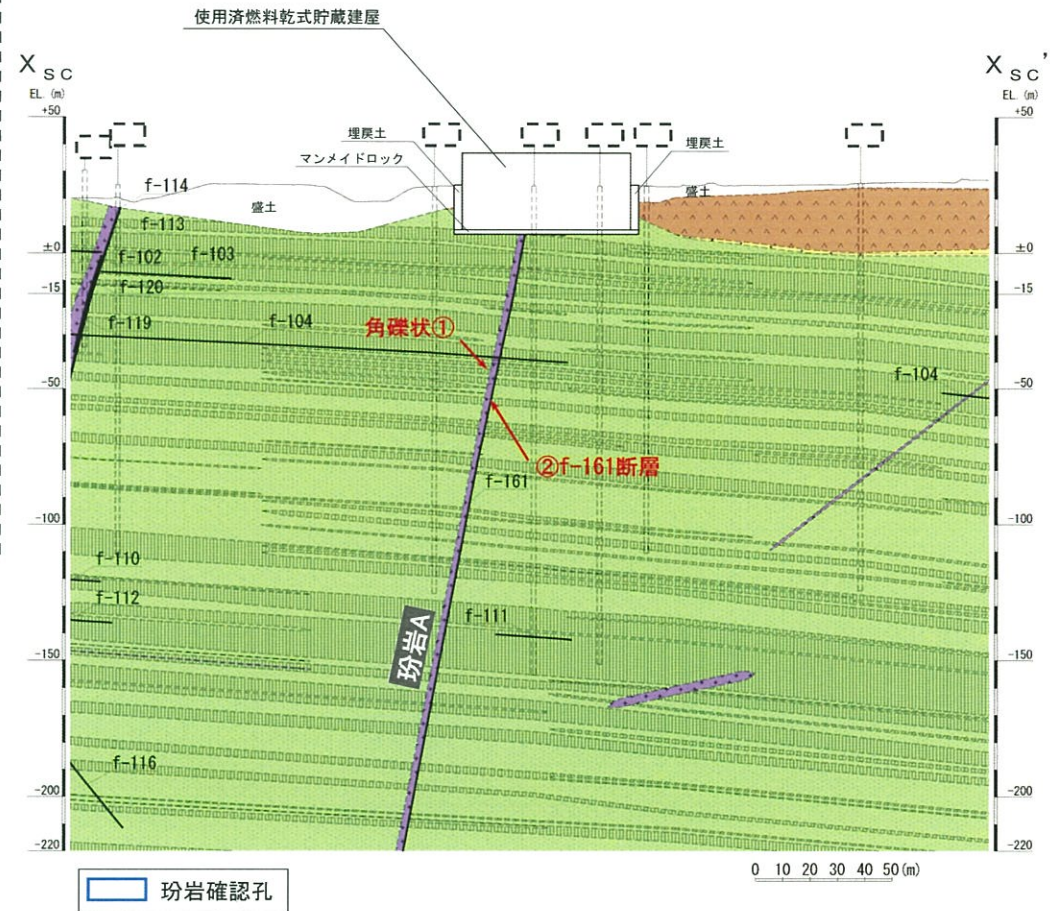 使用済燃料乾式貯蔵建屋
X SC
X SC'
EL. (m)
EL. (m)
+50
+50
埋戻土
マンメイドロック
埋戻土
f-114
盛土
盛土
f-113
±0
f-102
f-103
±0
-15
f-120
-15
f-119
f-104
角礫状①
-50
f-104
-50
②f-161断層
f-161
-100
-100
f-110
f-112
玢岩A
f-111
-150
-150
f-116
-200
-200
-220
-220
0 10 20 30 40 50(m)
玢岩確認孔